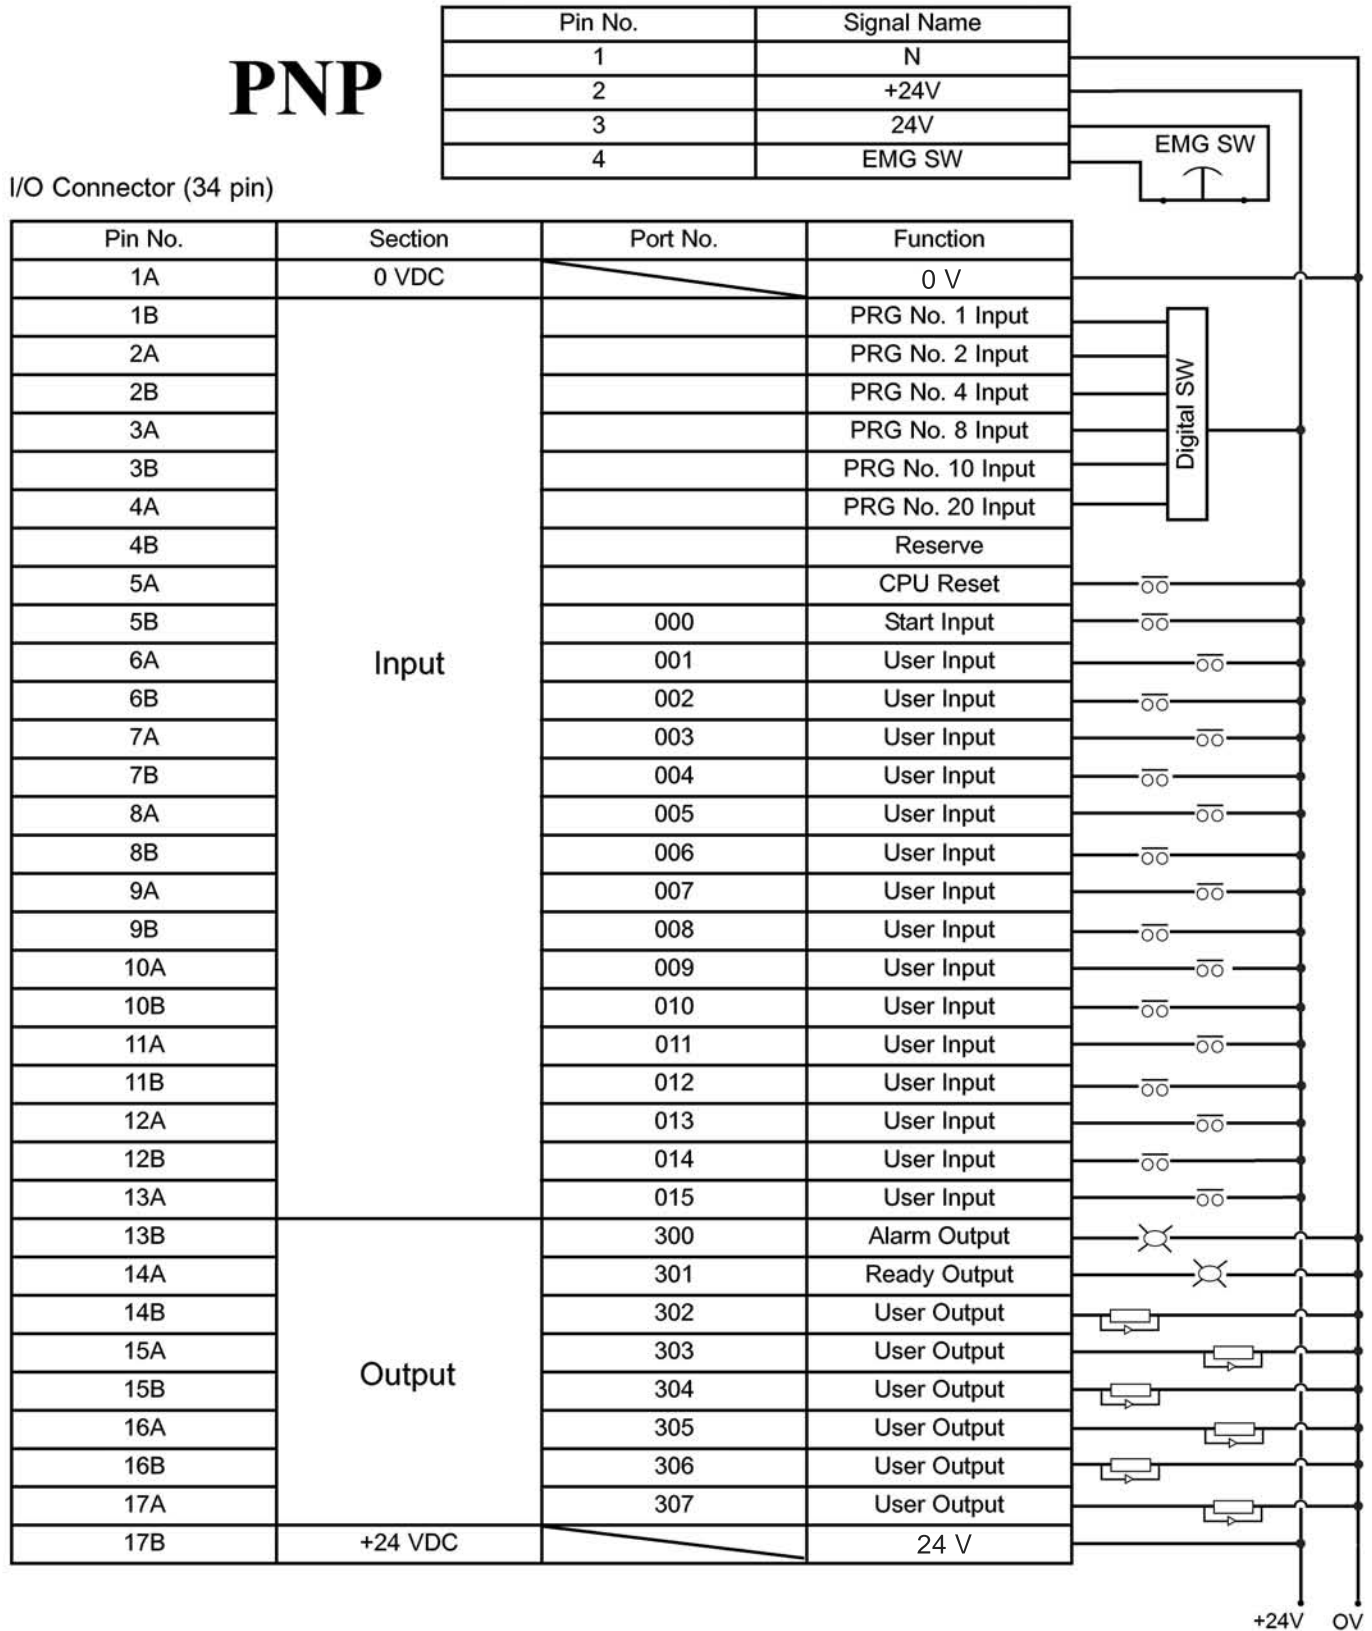 PNP
Pin No. Signal Name
1 N
2 +24V
3 24V
4 EMG SW
EMG SW
I/O Connector (34 pin)
Pin No. Section Port No. Function
1A 0 VDC 0 V
1B PRG No. 1 Input
2A PRG No. 2 Input
2B PRG No. 4 Input
3A PRG No. 8 Input
3B PRG No. 10 Input
4A PRG No. 20 Input
Digital SW
4B Reserve
5A CPU Reset
5B 000 Start Input
6A Input 001 User Input
6B 002 User Input
7A 003 User Input
7B 004 User Input
8A 005 User Input
8B 006 User Input
9A 007 User Input
9B 008 User Input
10A 009 User Input
10B 010 User Input
11A 011 User Input
11B 012 User Input
12A 013 User Input
12B 014 User Input
13A 015 User Input
13B 300 Alarm Output
14A 301 Ready Output
14B 302 User Output
15A Output 303 User Output
15B 304 User Output
16A 305 User Output
16B 306 User Output
17A 307 User Output
17B +24 VDC 24 V
+24V OV